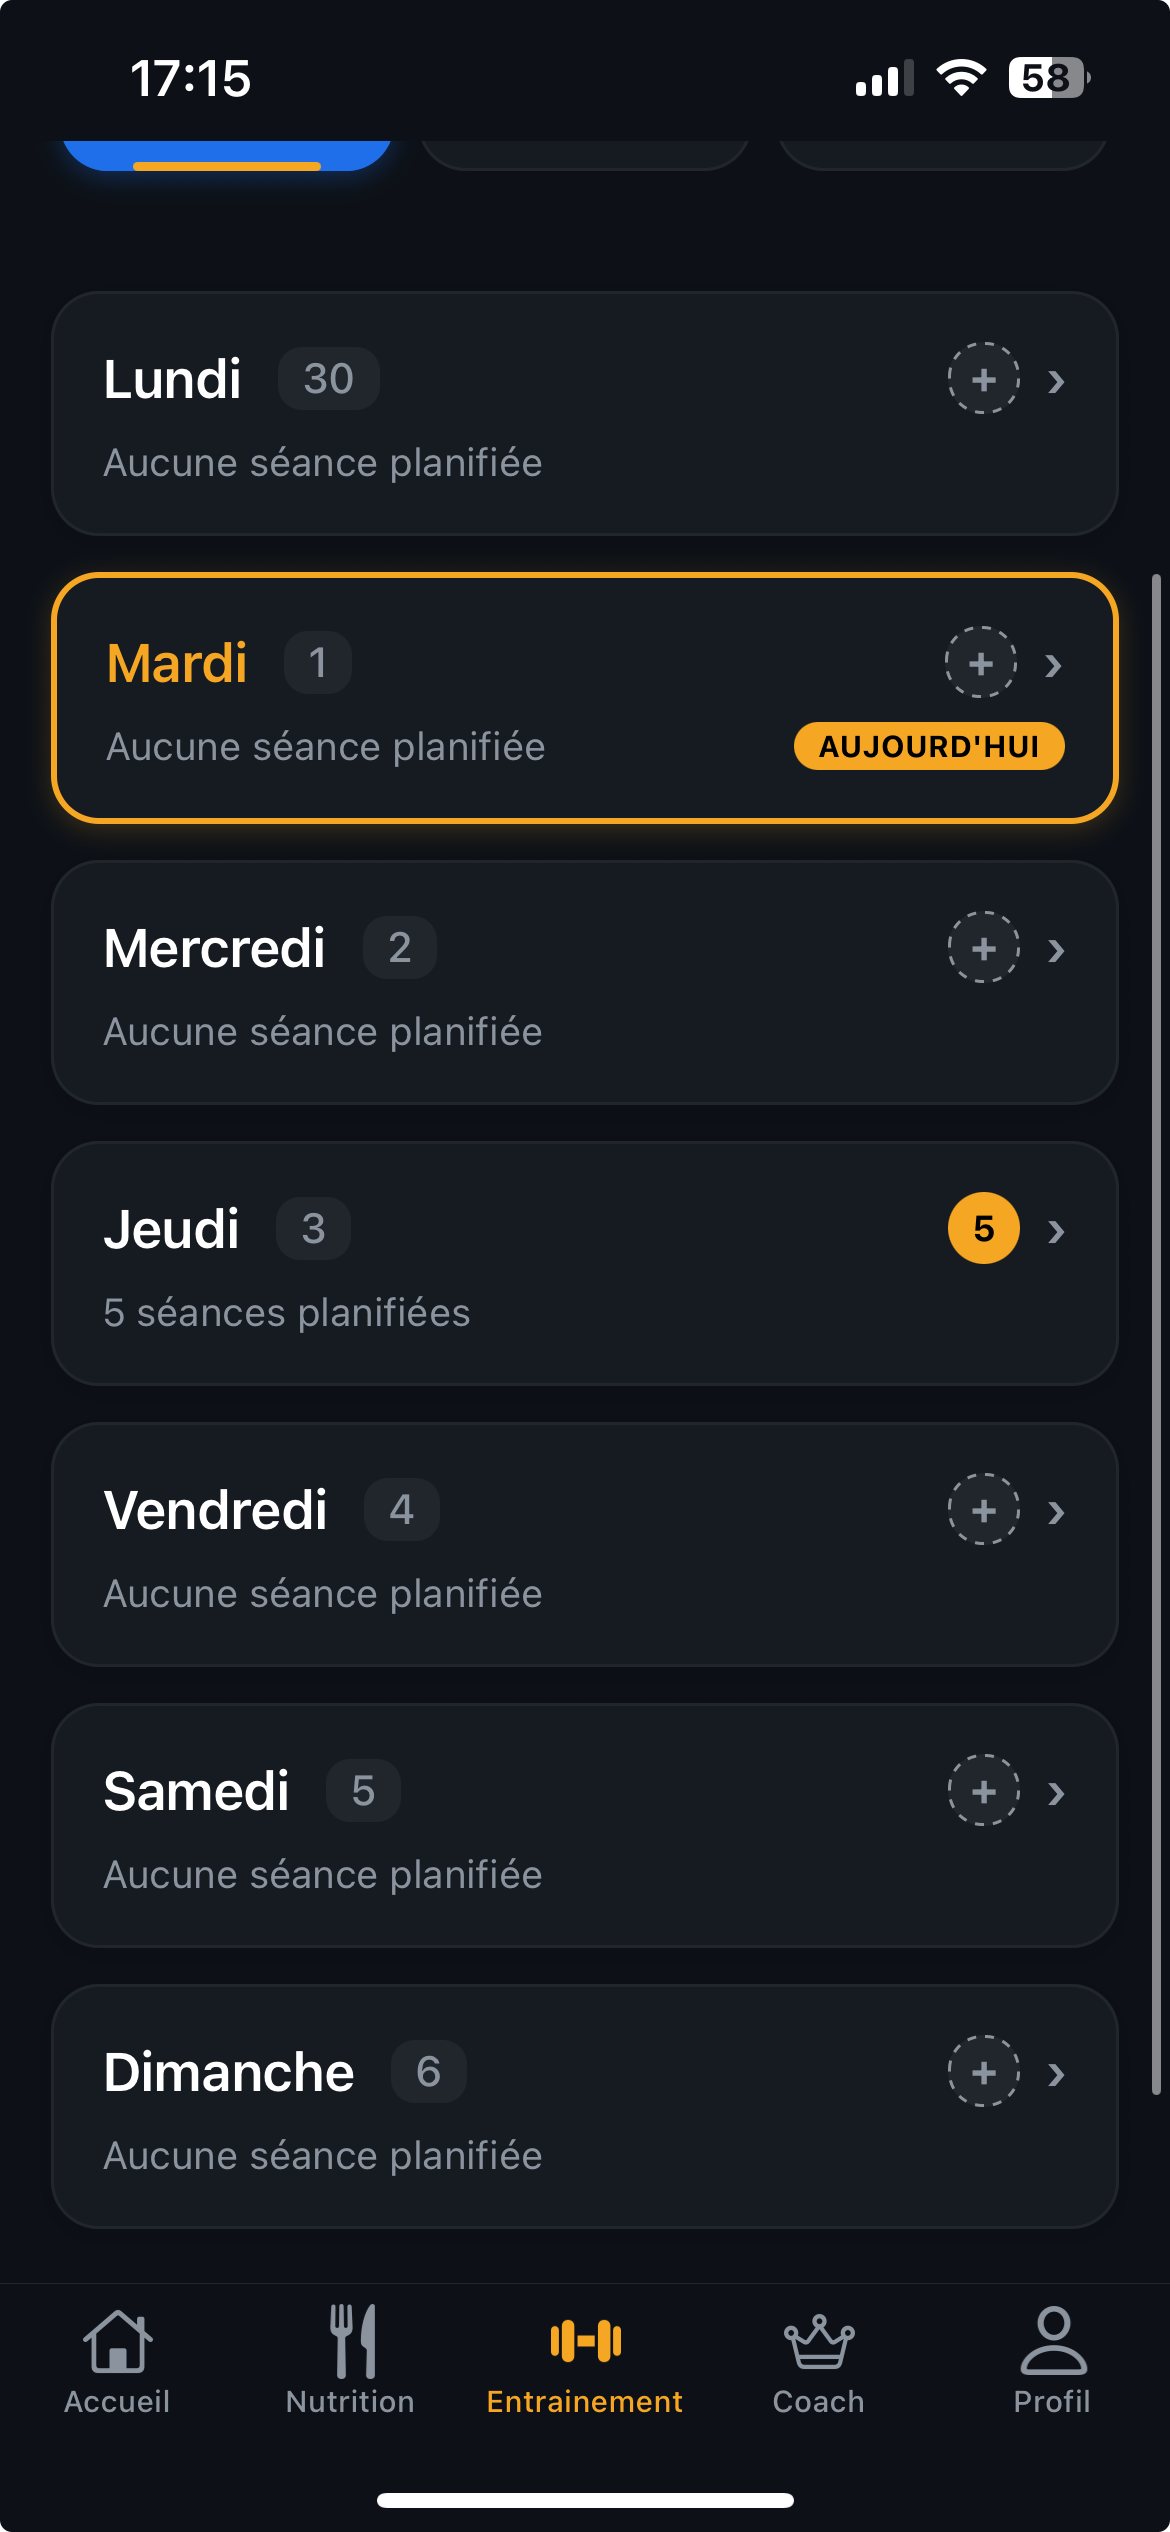 17:15
58
Lundi 30
Aucune séance planifiée
Mardi 1
Aucune séance planifiée
AUJOURD'HUI
Mercredi 2
Aucune séance planifiée
Jeudi 3
5
5 séances planifiées
Vendredi 4
Aucune séance planifiée
Samedi 5
Aucune séance planifiée
Dimanche 6
Aucune séance planifiée
Accueil Nutrition Entrainement Coach Profil